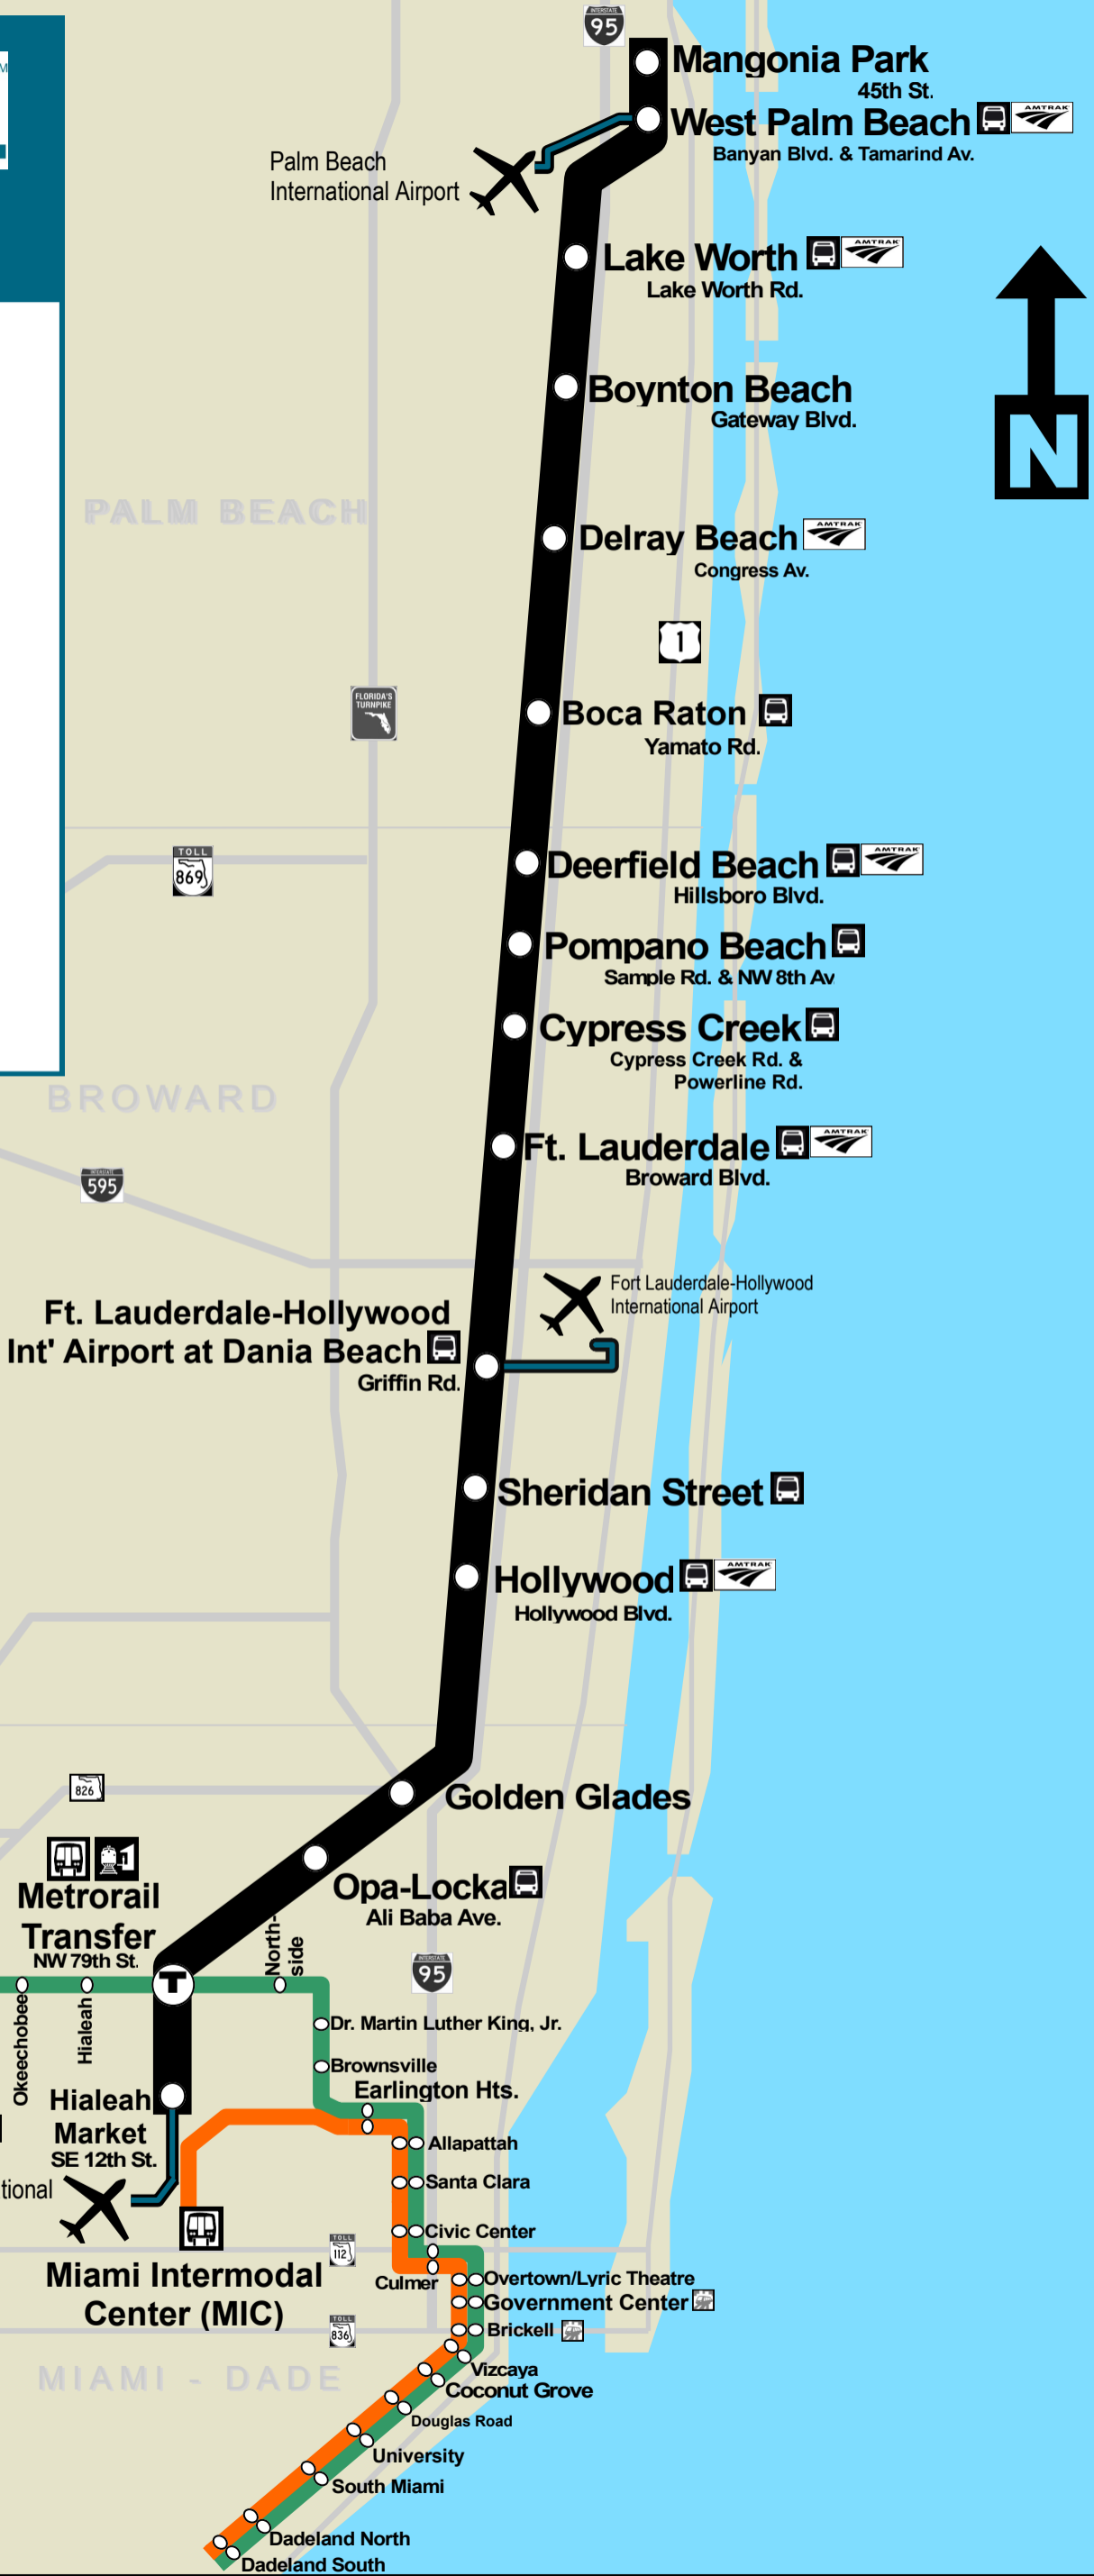 M
INTERSTATE
95
Mangonia Park
45th St.
West Palm Beach
AMTRAK
Banyan Blvd. & Tamarind Av.
Palm Beach
International Airport
Lake Worth
AMTRAK
Lake Worth Rd.
Boynton Beach
Gateway Blvd.
N
PALM BEACH
Delray Beach
AMTRAK
Congress Av.
1
FLORIDA'S
TURNPIKE
Boca Raton
Yamato Rd.
TOLL
869
Deerfield Beach
AMTRAK
Hillsboro Blvd.
Pompano Beach
Sample Rd. & NW 8th Av
Cypress Creek
Cypress Creek Rd. &
Powerline Rd.
BROWARD
Ft. Lauderdale
AMTRAK
Broward Blvd.
INTERSTATE
595
Fort Lauderdale-Hollywood
International Airport
Ft. Lauderdale-Hollywood
Int' Airport at Dania Beach
Griffin Rd.
Sheridan Street
Hollywood
AMTRAK
Hollywood Blvd.
826
Golden Glades
Opa-Locka
Ali Baba Ave.
Metrorail
Transfer
NW 79th St.
T
North-
side
INTERSTATE
95
Okeechobee
Hialeah
Dr. Martin Luther King, Jr.
Brownsville
Earlington Hts.
Hialeah
Market
SE 12th St.
tional
Allapattah
Santa Clara
Civic Center
TOLL
112
Miami Intermodal
Center (MIC)
Culmer
Overtown/Lyric Theatre
Government Center
Brickell
TOLL
836
MIAMI - DADE
Vizcaya
Coconut Grove
Douglas Road
University
South Miami
Dadeland North
Dadeland South